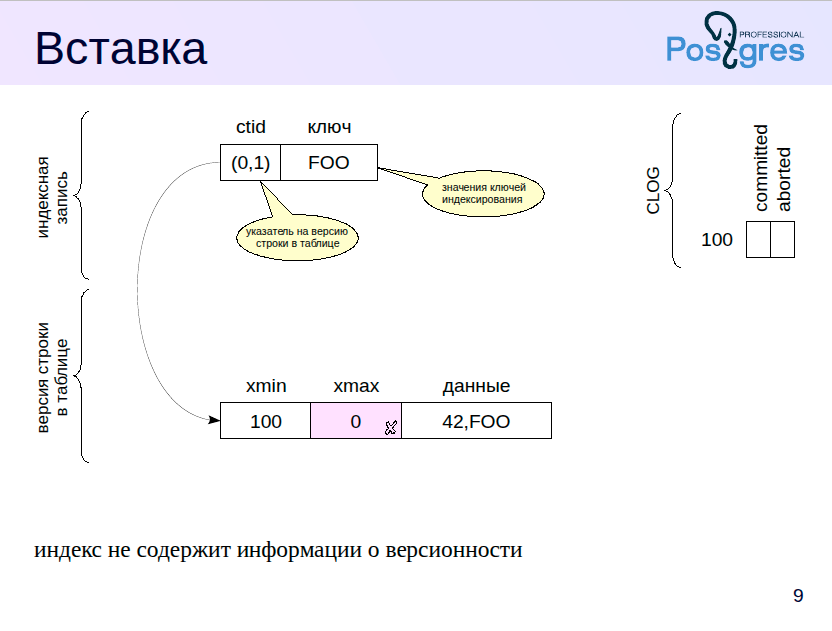 Вставка
PROFESSIONAL
Postgres
ctid ключ
(0,1) FOO
значения ключей
индексирования
указатель на версию
строки в таблице
индексная
запись
CLOG
committed
aborted
100
версия строки
в таблице
xmin xmax данные
100 0 42,FOO
индекс не содержит информации о версионности
9